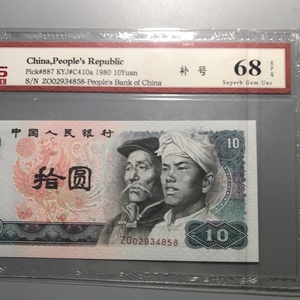 China,People's Republic
Pick#887 KYJ#C410a 1980 10Yuan
S/N ZO02934858-People's Bank of China
补号
68
EPQ
Superb Gem Unc
中国人民银行
10
拾圆
ZO02934858
10